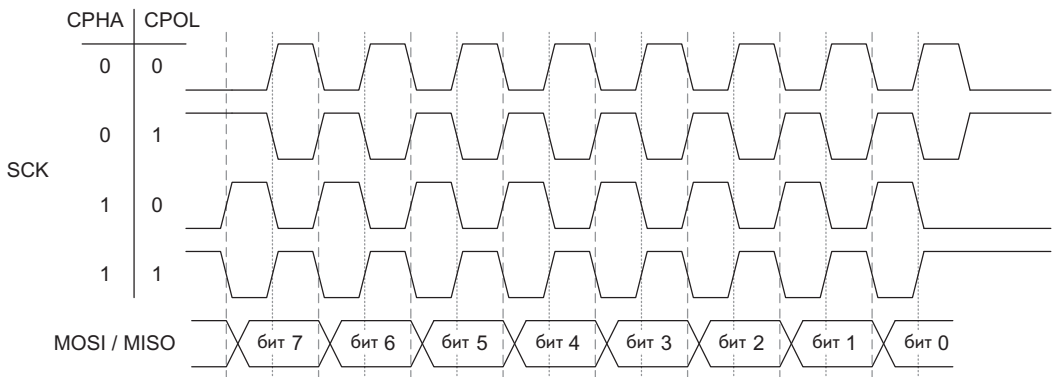 CPHA CPOL
0 0
0 1
SCK
1 0
1 1
MOSI / MISO бит 7 бит 6 бит 5 бит 4 бит 3 бит 2 бит 1 бит 0